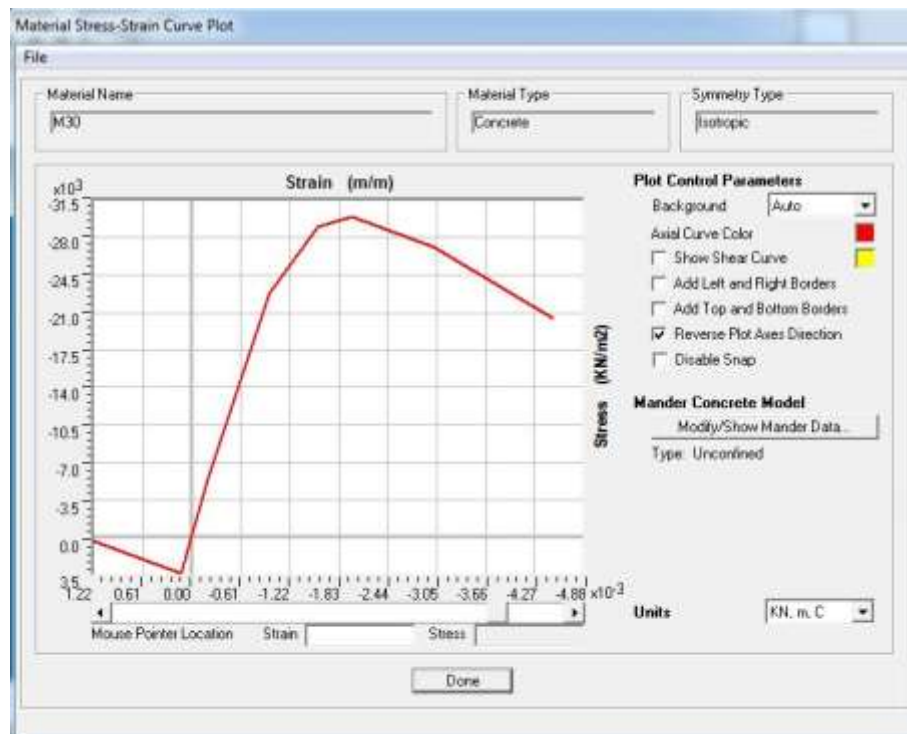 Material Stress-Strain Curve Plot
File
Material Name
M30
Material Type
Concrete
Symmetry Type
Isotropic
x10^3
Strain (m/m)
-31.5
-28.0
-24.5
-21.0
-17.5
-14.0
-10.5
-7.0
-3.5
0.0
3.5
1.22 0.61 0.00 -0.61 -1.22 -1.83 -2.44 -3.05 -3.66 -4.27 -4.88 x10^-3
Stress (KN/m2)
Mouse Pointer Location Strain Stress
Plot Control Parameters
Background Auto
Axial Curve Color
Show Shear Curve
Add Left and Right Borders
Add Top and Bottom Borders
Reverse Plot Axes Direction
Disable Snap
Mander Concrete Model
Modify/Show Mander Data...
Type: Unconfined
Units KN, m, C
Done